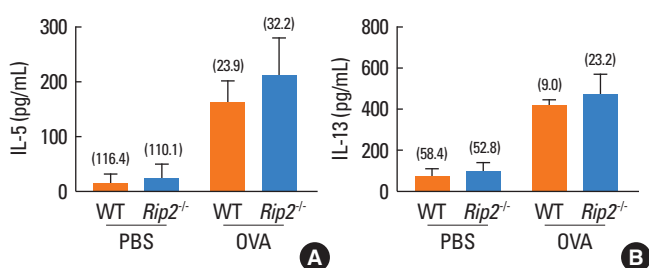 IL-5 (pg/mL)
300
200
100
0
(116.4)
(110.1)
(23.9)
(32.2)
WT Rip2-/- WT Rip2-/-
PBS OVA
A
IL-13 (pg/mL)
800
600
400
200
0
(58.4)
(52.8)
(9.0)
(23.2)
WT Rip2-/- WT Rip2-/-
PBS OVA
B